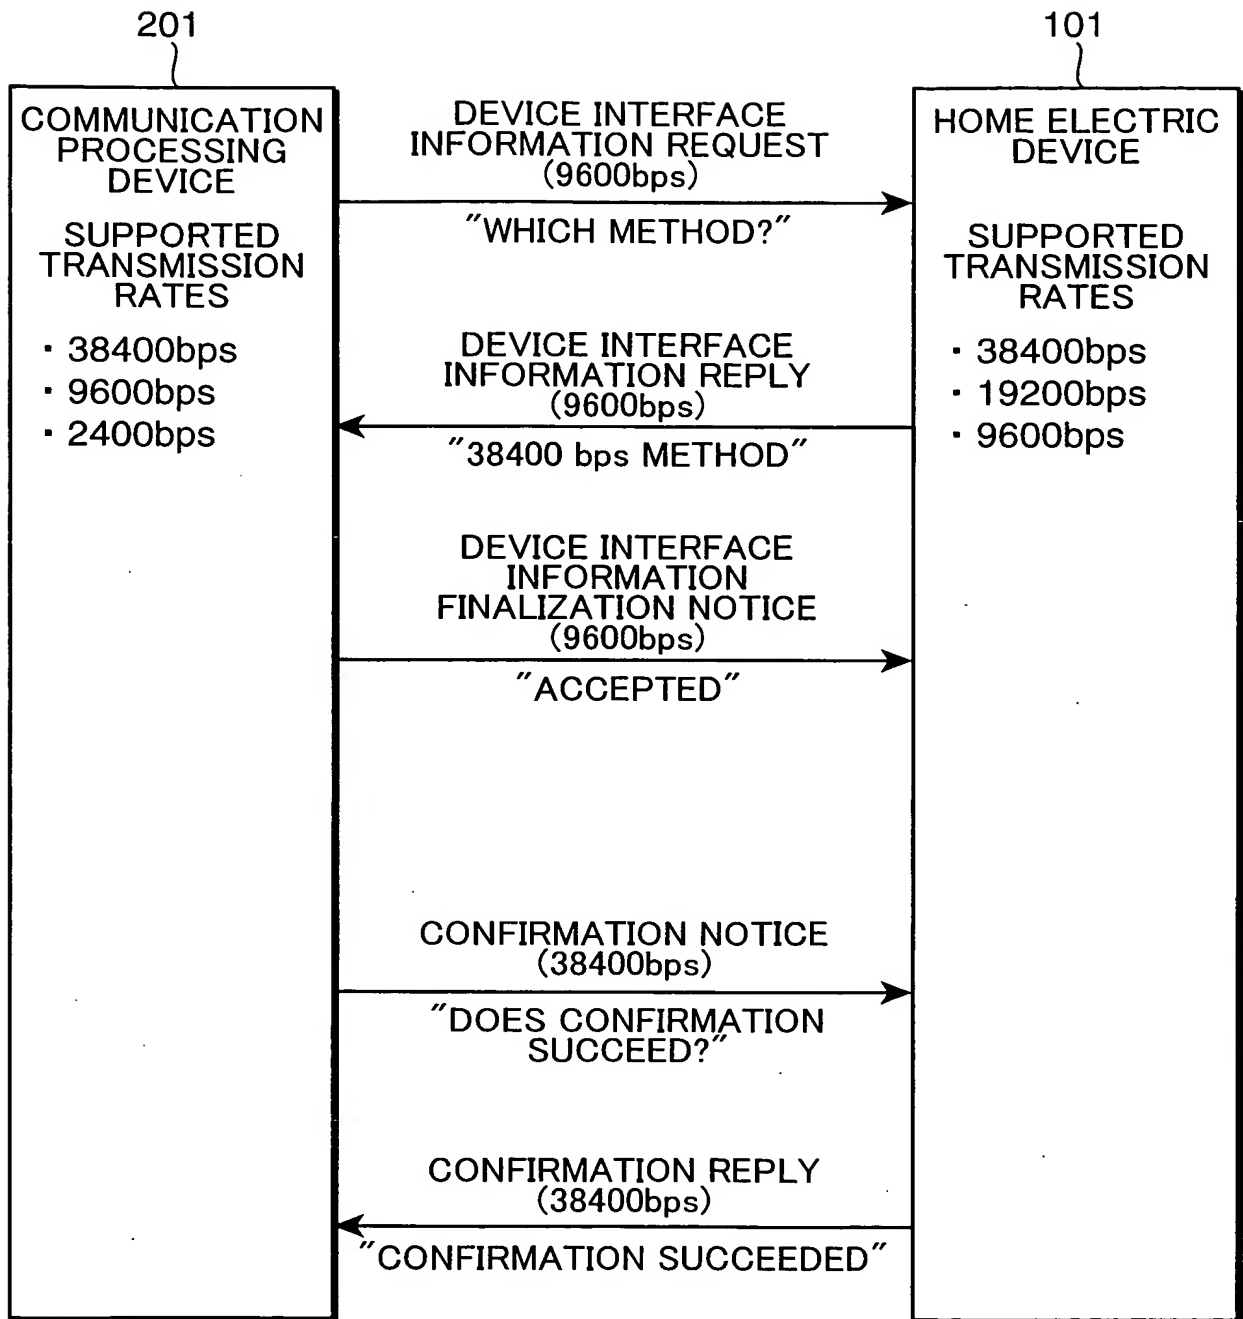 201
101
COMMUNICATION
PROCESSING
DEVICE
SUPPORTED
TRANSMISSION
RATES
· 38400bps
· 9600bps
· 2400bps
DEVICE INTERFACE
INFORMATION REQUEST
(9600bps)
"WHICH METHOD?"
DEVICE INTERFACE
INFORMATION REPLY
(9600bps)
"38400 bps METHOD"
DEVICE INTERFACE
INFORMATION
FINALIZATION NOTICE
(9600bps)
"ACCEPTED"
CONFIRMATION NOTICE
(38400bps)
"DOES CONFIRMATION
SUCCEED?"
CONFIRMATION REPLY
(38400bps)
"CONFIRMATION SUCCEEDED"
HOME ELECTRIC
DEVICE
SUPPORTED
TRANSMISSION
RATES
· 38400bps
· 19200bps
· 9600bps